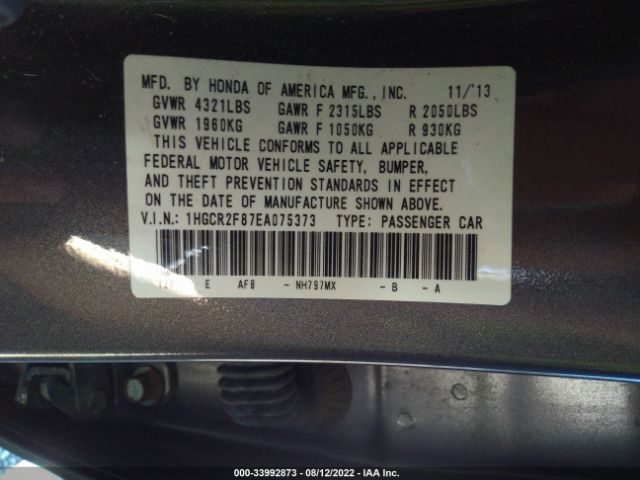 MFD. BY HONDA OF AMERICA MFG., INC. 11/'13
GVWR 4321LBS GAWR F 2315LBS R 2050LBS
GVWR 1960KG GAWR F 1050KG R 930KG
THIS VEHICLE CONFORMS TO ALL APPLICABLE
FEDERAL MOTOR VEHICLE SAFETY, BUMPER,
AND THEFT PREVENTION STANDARDS IN EFFECT
ON THE DATE OF MANUFACTURE SHOWN ABOVE.
V.I.N.: 1HGCR2F87EA075373 TYPE: PASSENGER CAR
E AF8 - NH797MX - B - A
000-33992873 - 08/12/2022 - IAA Inc.